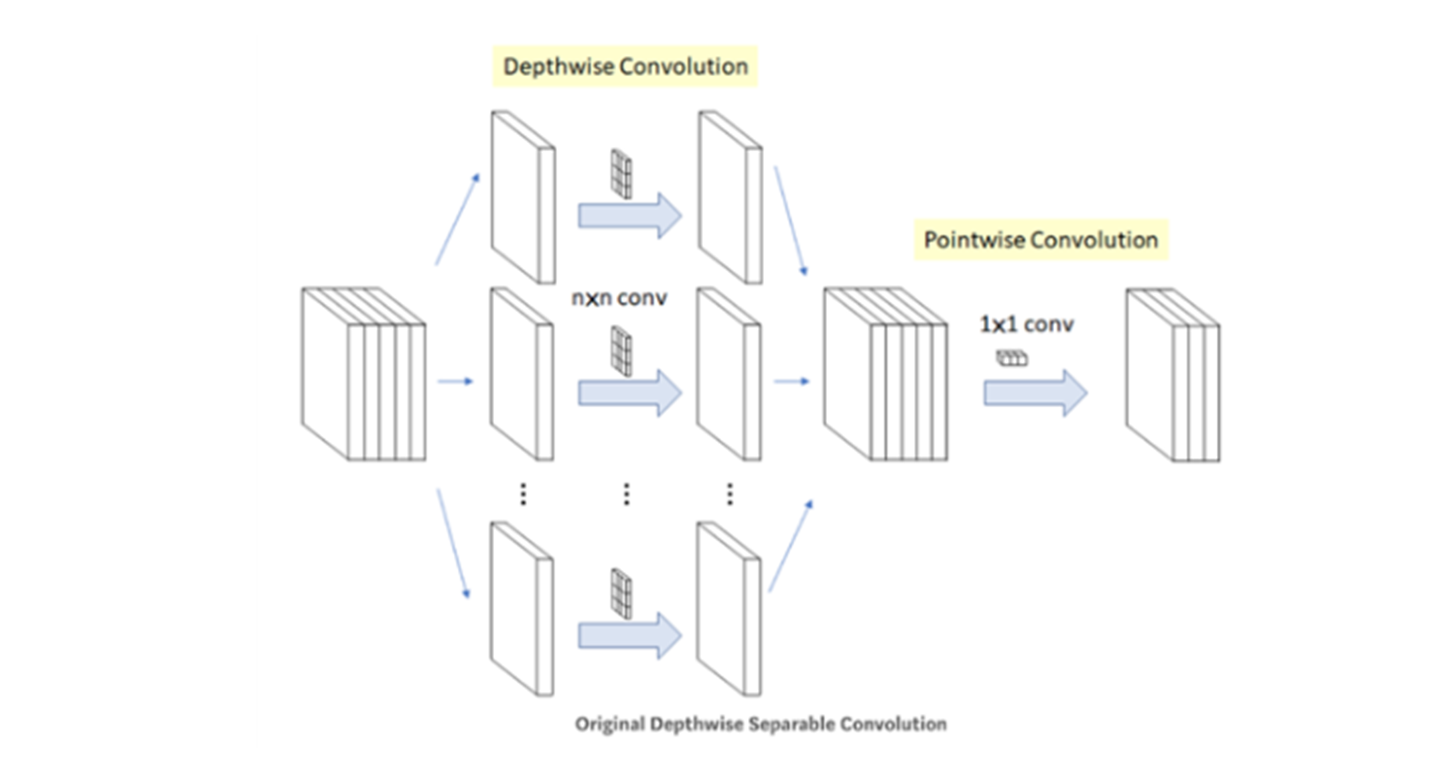 Depthwise Convolution
Pointwise Convolution
nxn conv
1x1 conv
Original Depthwise Separable Convolution